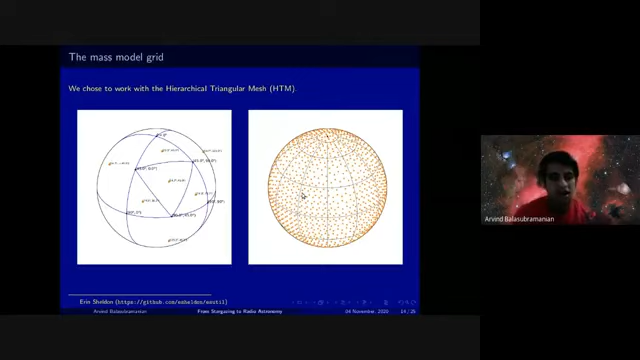 The mass model grid
We chose to work with the Hierarchical Triangular Mesh (HTM).
Erin Sheldon (https://github.com/esheldon/esutil)
Arvind Balasubramanian
From Stargazing to Radio Astronomy
04 November, 2020
14 / 25
Arvind Balasubramanian